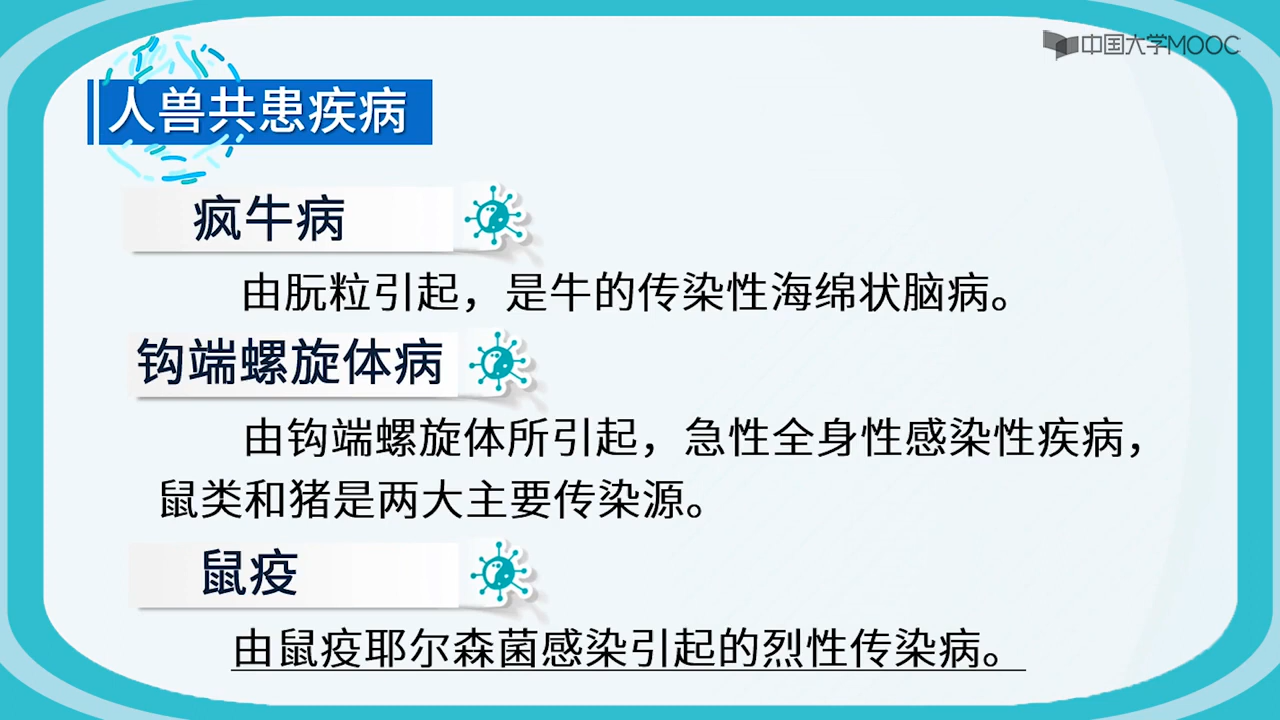 中国大学MOOC
人兽共患疾病
疯牛病
由朊粒引起，是牛的传染性海绵状脑病。
钩端螺旋体病
由钩端螺旋体所引起，急性全身性感染性疾病，
鼠类和猪是两大主要传染源。
鼠疫
由鼠疫耶尔森菌感染引起的烈性传染病。